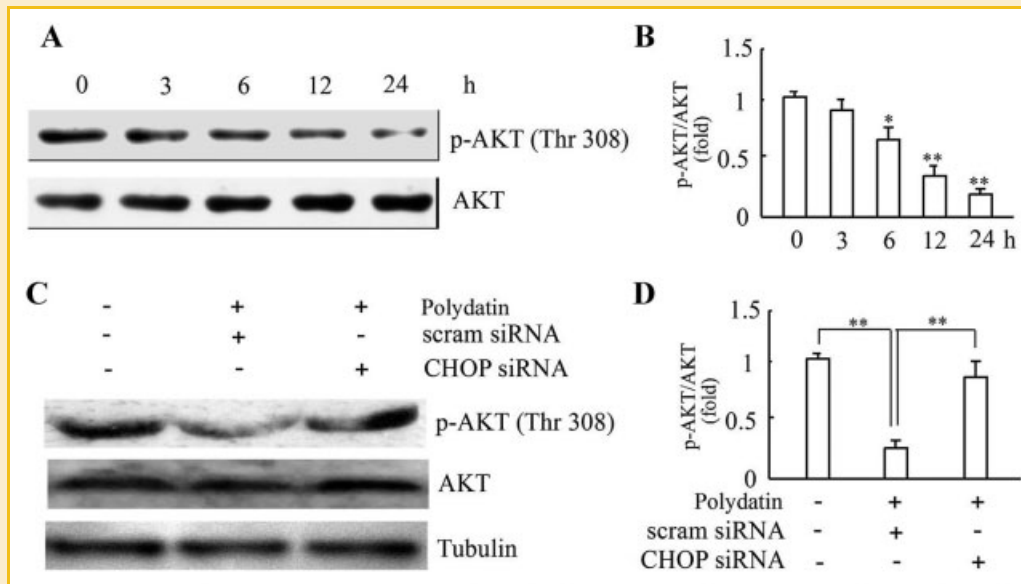 A
0 3 6 12 24 h
p-AKT (Thr 308)
AKT
B
1.5
1
0.5
0
p-AKT/AKT
(fold)
*
**
**
0 3 6 12 24 h
C
- + + Polydatin
- + - scram siRNA
- - + CHOP siRNA
p-AKT (Thr 308)
AKT
Tubulin
D
1.5
1
0.5
0
p-AKT/AKT
(fold)
** **
Polydatin - + +
scram siRNA - + -
CHOP siRNA - - +